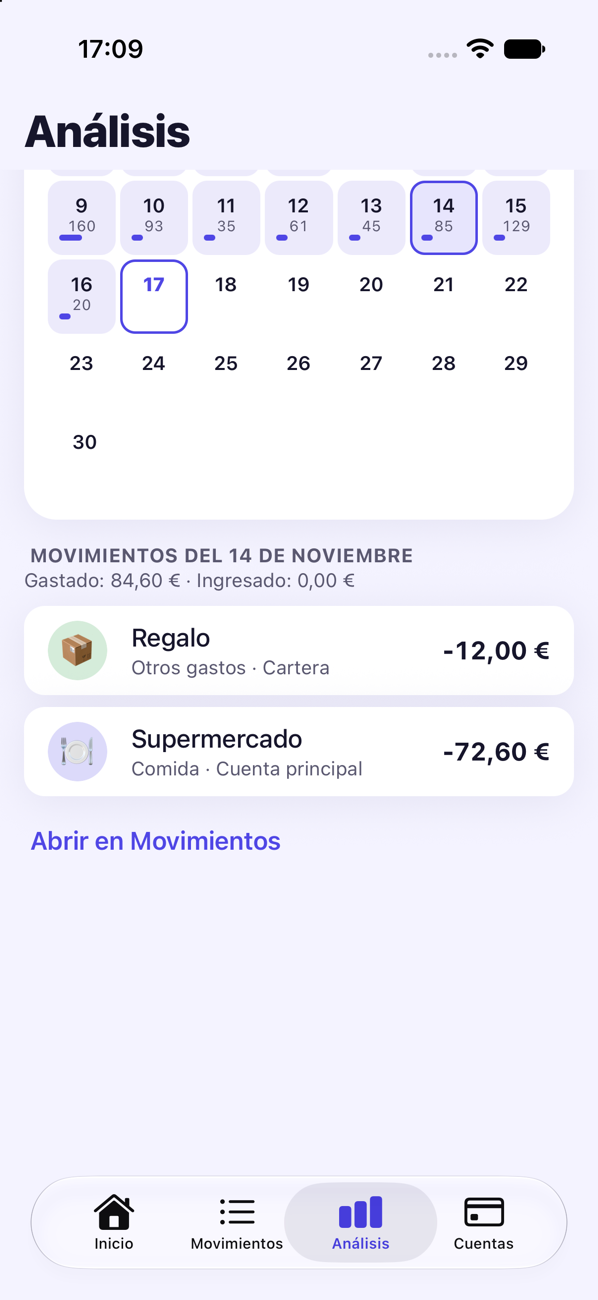 17:09
Análisis
9 10 11 12 13 14 15
160 93 35 61 45 85 129
16 17 18 19 20 21 22
20
23 24 25 26 27 28 29
30
MOVIMIENTOS DEL 14 DE NOVIEMBRE
Gastado: 84,60 € · Ingresado: 0,00 €
Regalo
Otros gastos · Cartera
-12,00 €
Supermercado
Comida · Cuenta principal
-72,60 €
Abrir en Movimientos
Inicio Movimientos Análisis Cuentas